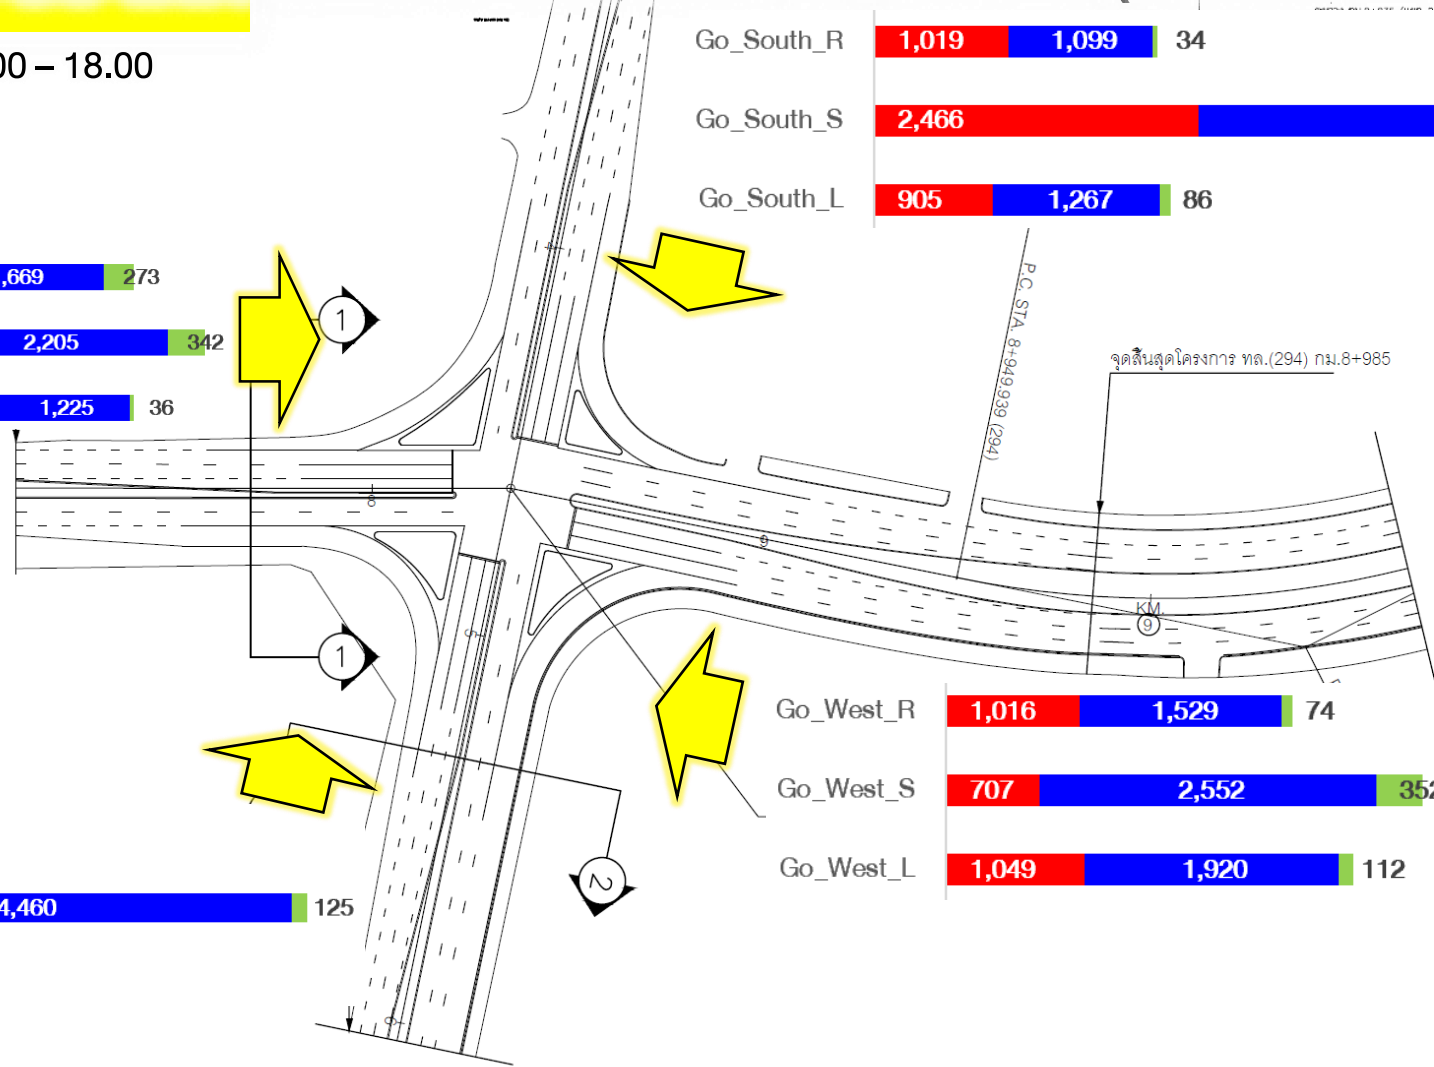 00 – 18.00
Go_South_R 1,019 1,099 34
Go_South_S 2,466
Go_South_L 905 1,267 86
,669 273
2,205 342
1,225 36
1
P.C. STA. 8+949.939 (294)
จุดสิ้นสุดโครงการ ทล.(294) กม.8+985
8
9
KM.
9
1
Go_West_R 1,016 1,529 74
Go_West_S 707 2,552 352
Go_West_L 1,049 1,920 112
2
4,460 125